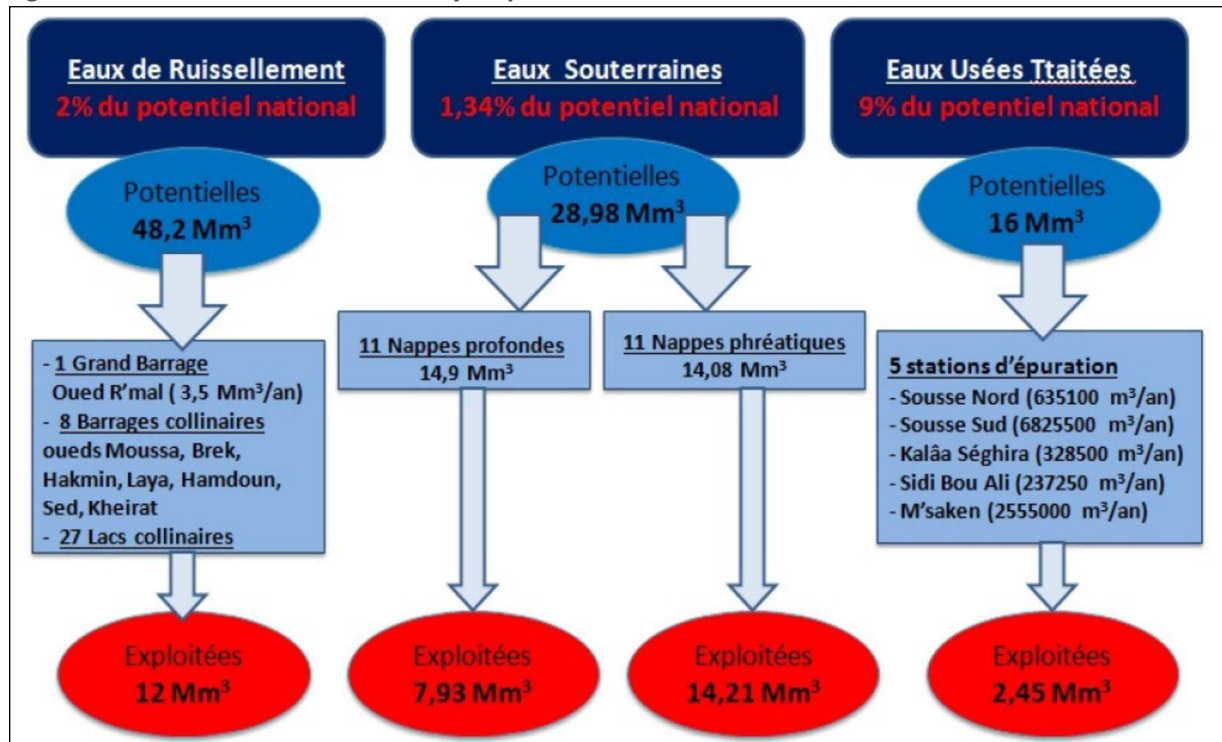 Eaux de Ruissellement
2% du potentiel national
Potentielles
48,2 Mm³
- 1 Grand Barrage
Oued R'mal ( 3,5 Mm³/an)
- 8 Barrages collinaires
oueds Moussa, Brek,
Hakmin, Laya, Hamdoun,
Sed, Kheirat
- 27 Lacs collinaires
Exploitées
12 Mm³
Eaux Souterraines
1,34% du potentiel national
Potentielles
28,98 Mm³
11 Nappes profondes
14,9 Mm³
Exploitées
7,93 Mm³
11 Nappes phréatiques
14,08 Mm³
Exploitées
14,21 Mm³
Eaux Usées Ttaitées
9% du potentiel national
Potentielles
16 Mm³
5 stations d'épuration
- Sousse Nord (635100 m³/an)
- Sousse Sud (6825500 m³/an)
- Kalâa Séghira (328500 m³/an)
- Sidi Bou Ali (237250 m³/an)
- M'saken (2555000 m³/an)
Exploitées
2,45 Mm³